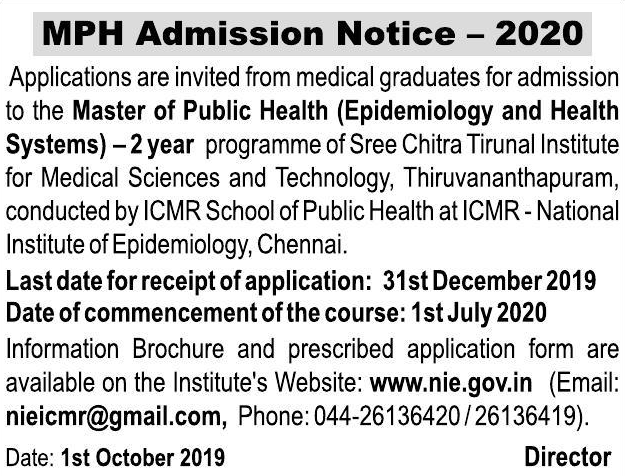 MPH Admission Notice – 2020
Applications are invited from medical graduates for admission
to the Master of Public Health (Epidemiology and Health
Systems) – 2 year programme of Sree Chitra Tirunal Institute
for Medical Sciences and Technology, Thiruvananthapuram,
conducted by ICMR School of Public Health at ICMR - National
Institute of Epidemiology, Chennai.
Last date for receipt of application: 31st December 2019
Date of commencement of the course: 1st July 2020
Information Brochure and prescribed application form are
available on the Institute's Website: www.nie.gov.in (Email:
nieicmr@gmail.com, Phone: 044-26136420 / 26136419).
Date: 1st October 2019 Director